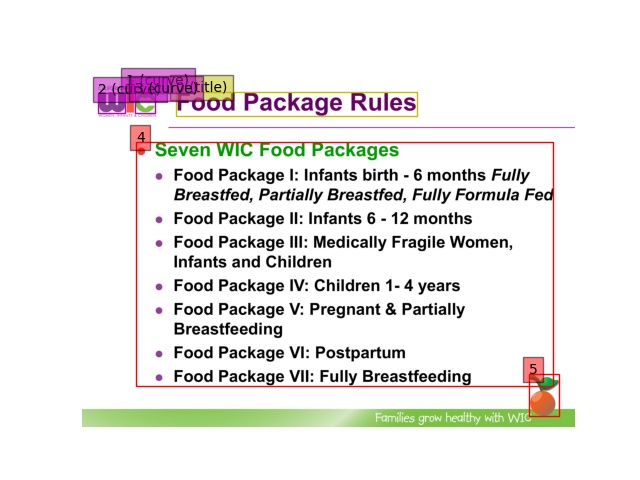 1 (curve)
2 (curve)
3 (curve)
(title)
WIC
Food Package Rules
4
Seven WIC Food Packages
Food Package I: Infants birth - 6 months Fully
Breastfed, Partially Breastfed, Fully Formula Fed
Food Package II: Infants 6 - 12 months
Food Package III: Medically Fragile Women,
Infants and Children
Food Package IV: Children 1- 4 years
Food Package V: Pregnant & Partially
Breastfeeding
Food Package VI: Postpartum
Food Package VII: Fully Breastfeeding
5
Families grow healthy with WIC